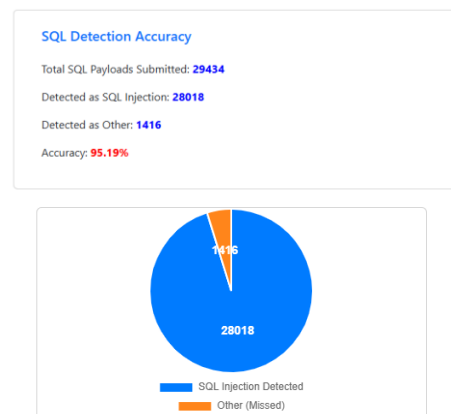 SQL Detection Accuracy
Total SQL Payloads Submitted: 29434
Detected as SQL Injection: 28018
Detected as Other: 1416
Accuracy: 95.19%
1416
28018
SQL Injection Detected
Other (Missed)